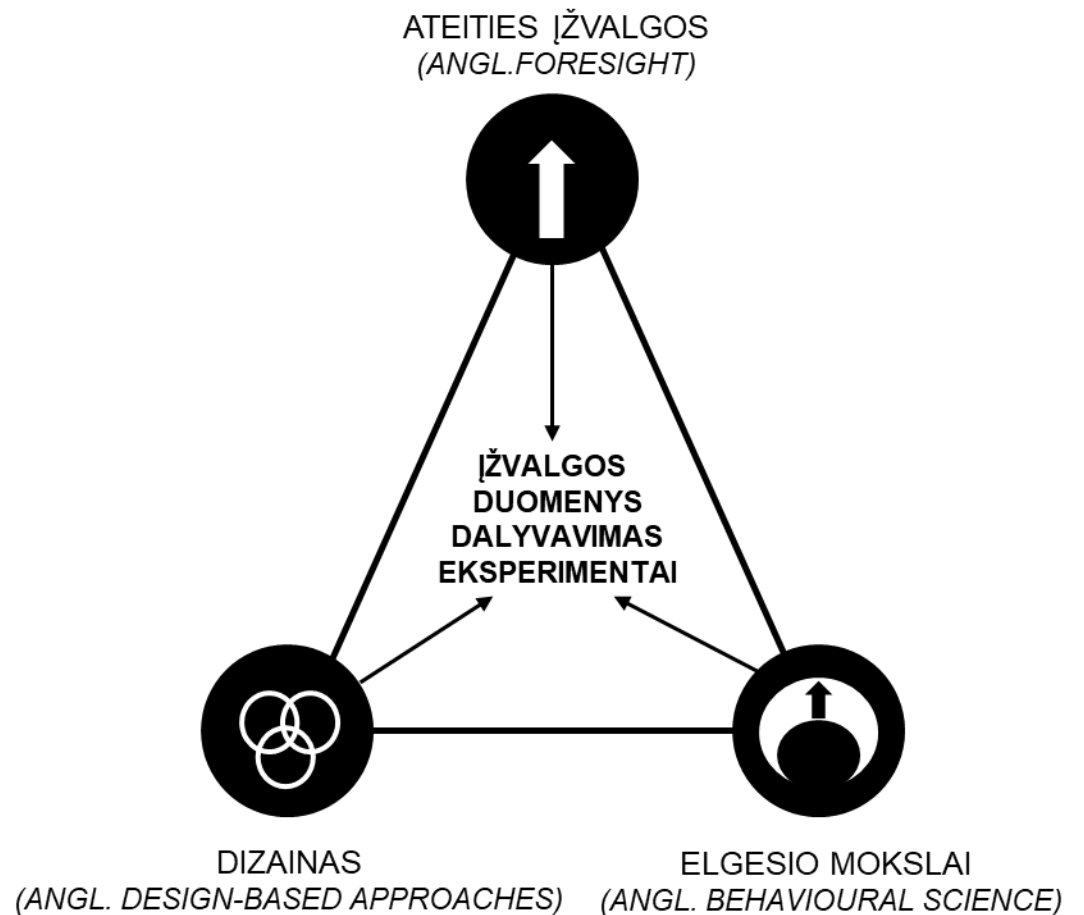 ATEITIES ĮŽVALGOS
(ANGL.FORESIGHT)
ĮŽVALGOS
DUOMENYS
DALYVAVIMAS
EKSPERIMENTAI
DIZAINAS
(ANGL. DESIGN-BASED APPROACHES)
ELGESIO MOKSLAI
(ANGL. BEHAVIOURAL SCIENCE)